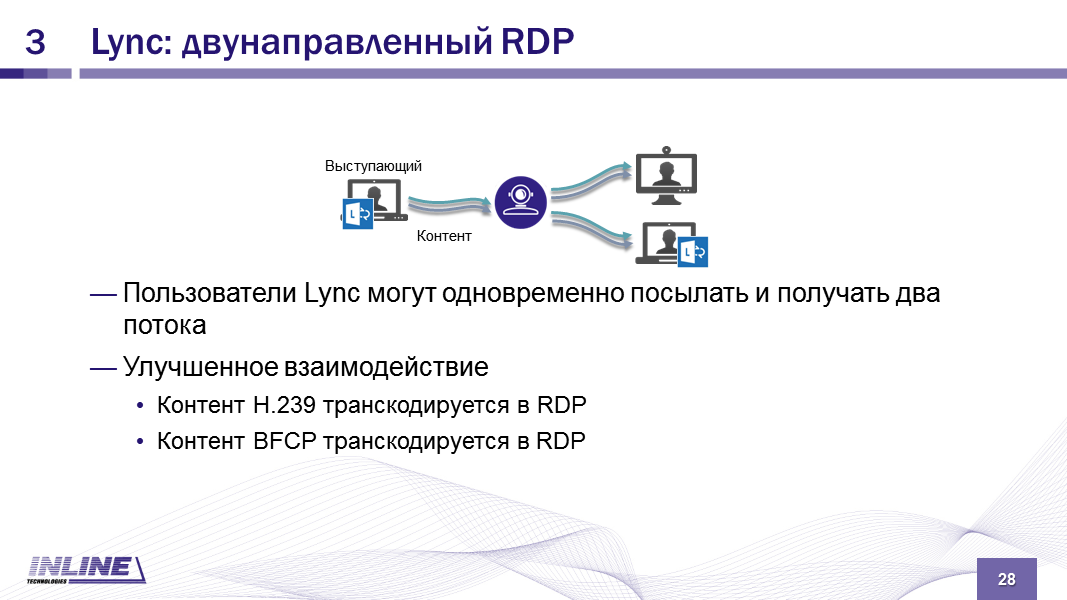 3 Lync: двунаправленный RDP
Выступающий
Контент
— Пользователи Lync могут одновременно посылать и получать два
потока
— Улучшенное взаимодействие
• Контент H.239 транскодируется в RDP
• Контент BFCP транскодируется в RDP
INLINE
TECHNOLOGIES
28